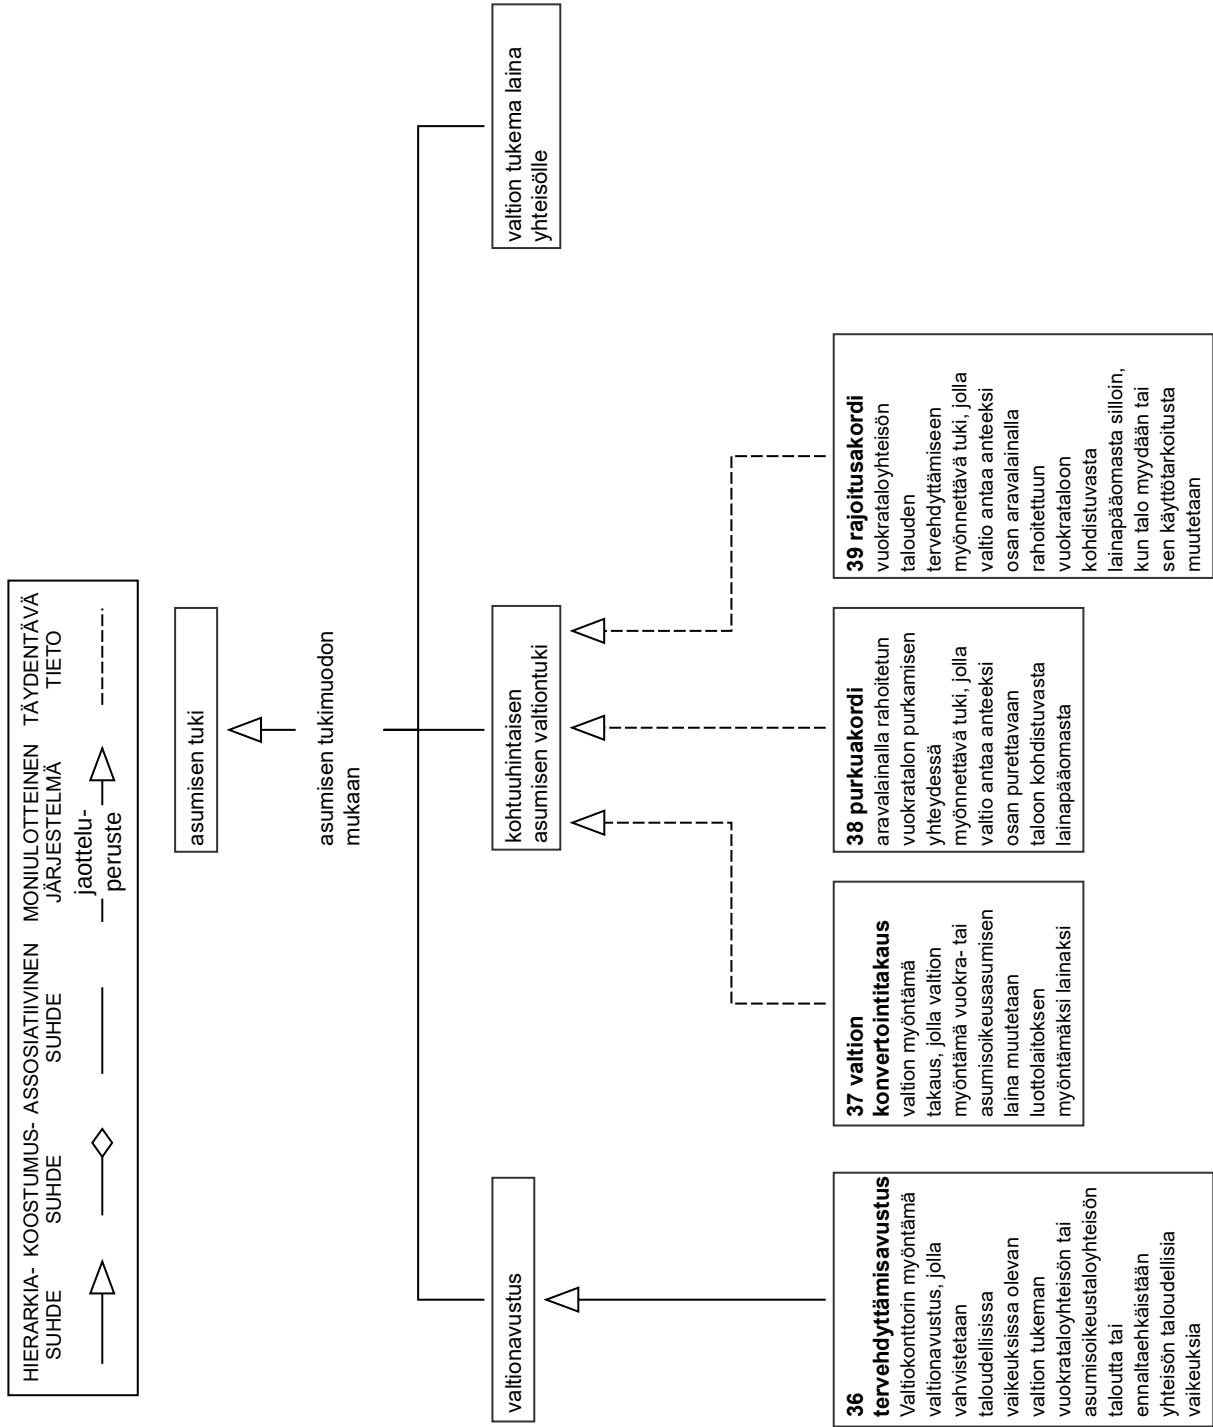 HIERARKIA- KOOSTUMUS- ASSOSIATIIVINEN MONIULOTTEINEN TÄYDENTÄVÄ
SUHDE SUHDE SUHDE JÄRJESTELMÄ TIETO
jaottelu-
peruste
asumisen tuki
asumisen tukimuodon
mukaan
valtionavustus
kohtuuhintaisen
asumisen valtiontuki
valtion tukema laina
yhteisölle
36
tervehdyttämisavustus
Valtiokonttorin myöntämä
valtionavustus, jolla
vahvistetaan
taloudellisissa
vaikeuksissa olevan
valtion tukeman
vuokrataloyhteisön tai
asumisoikeustaloyhteisön
taloutta tai
ennaltaehkäistään
yhteisön taloudellisia
vaikeuksia
37 valtion
konvertointitakaus
valtion myöntämä
takaus, jolla valtion
myöntämä vuokra- tai
asumisoikeusasumisen
laina muutetaan
luottolaitoksen
myöntämäksi lainaksi
38 purkuakordi
aravalainalla rahoitetun
vuokratalon purkamisen
yhteydessä
myönnettävä tuki, jolla
valtio antaa anteeksi
osan purettavaan
taloon kohdistuvasta
lainapääomasta
39 rajoitusakordi
vuokrataloyhteisön
talouden
tervehdyttämiseen
myönnettävä tuki, jolla
valtio antaa anteeksi
osan aravalainalla
rahoitettuun
vuokrataloon
kohdistuvasta
lainapääomasta silloin,
kun talo myydään tai
sen käyttötarkoitusta
muutetaan